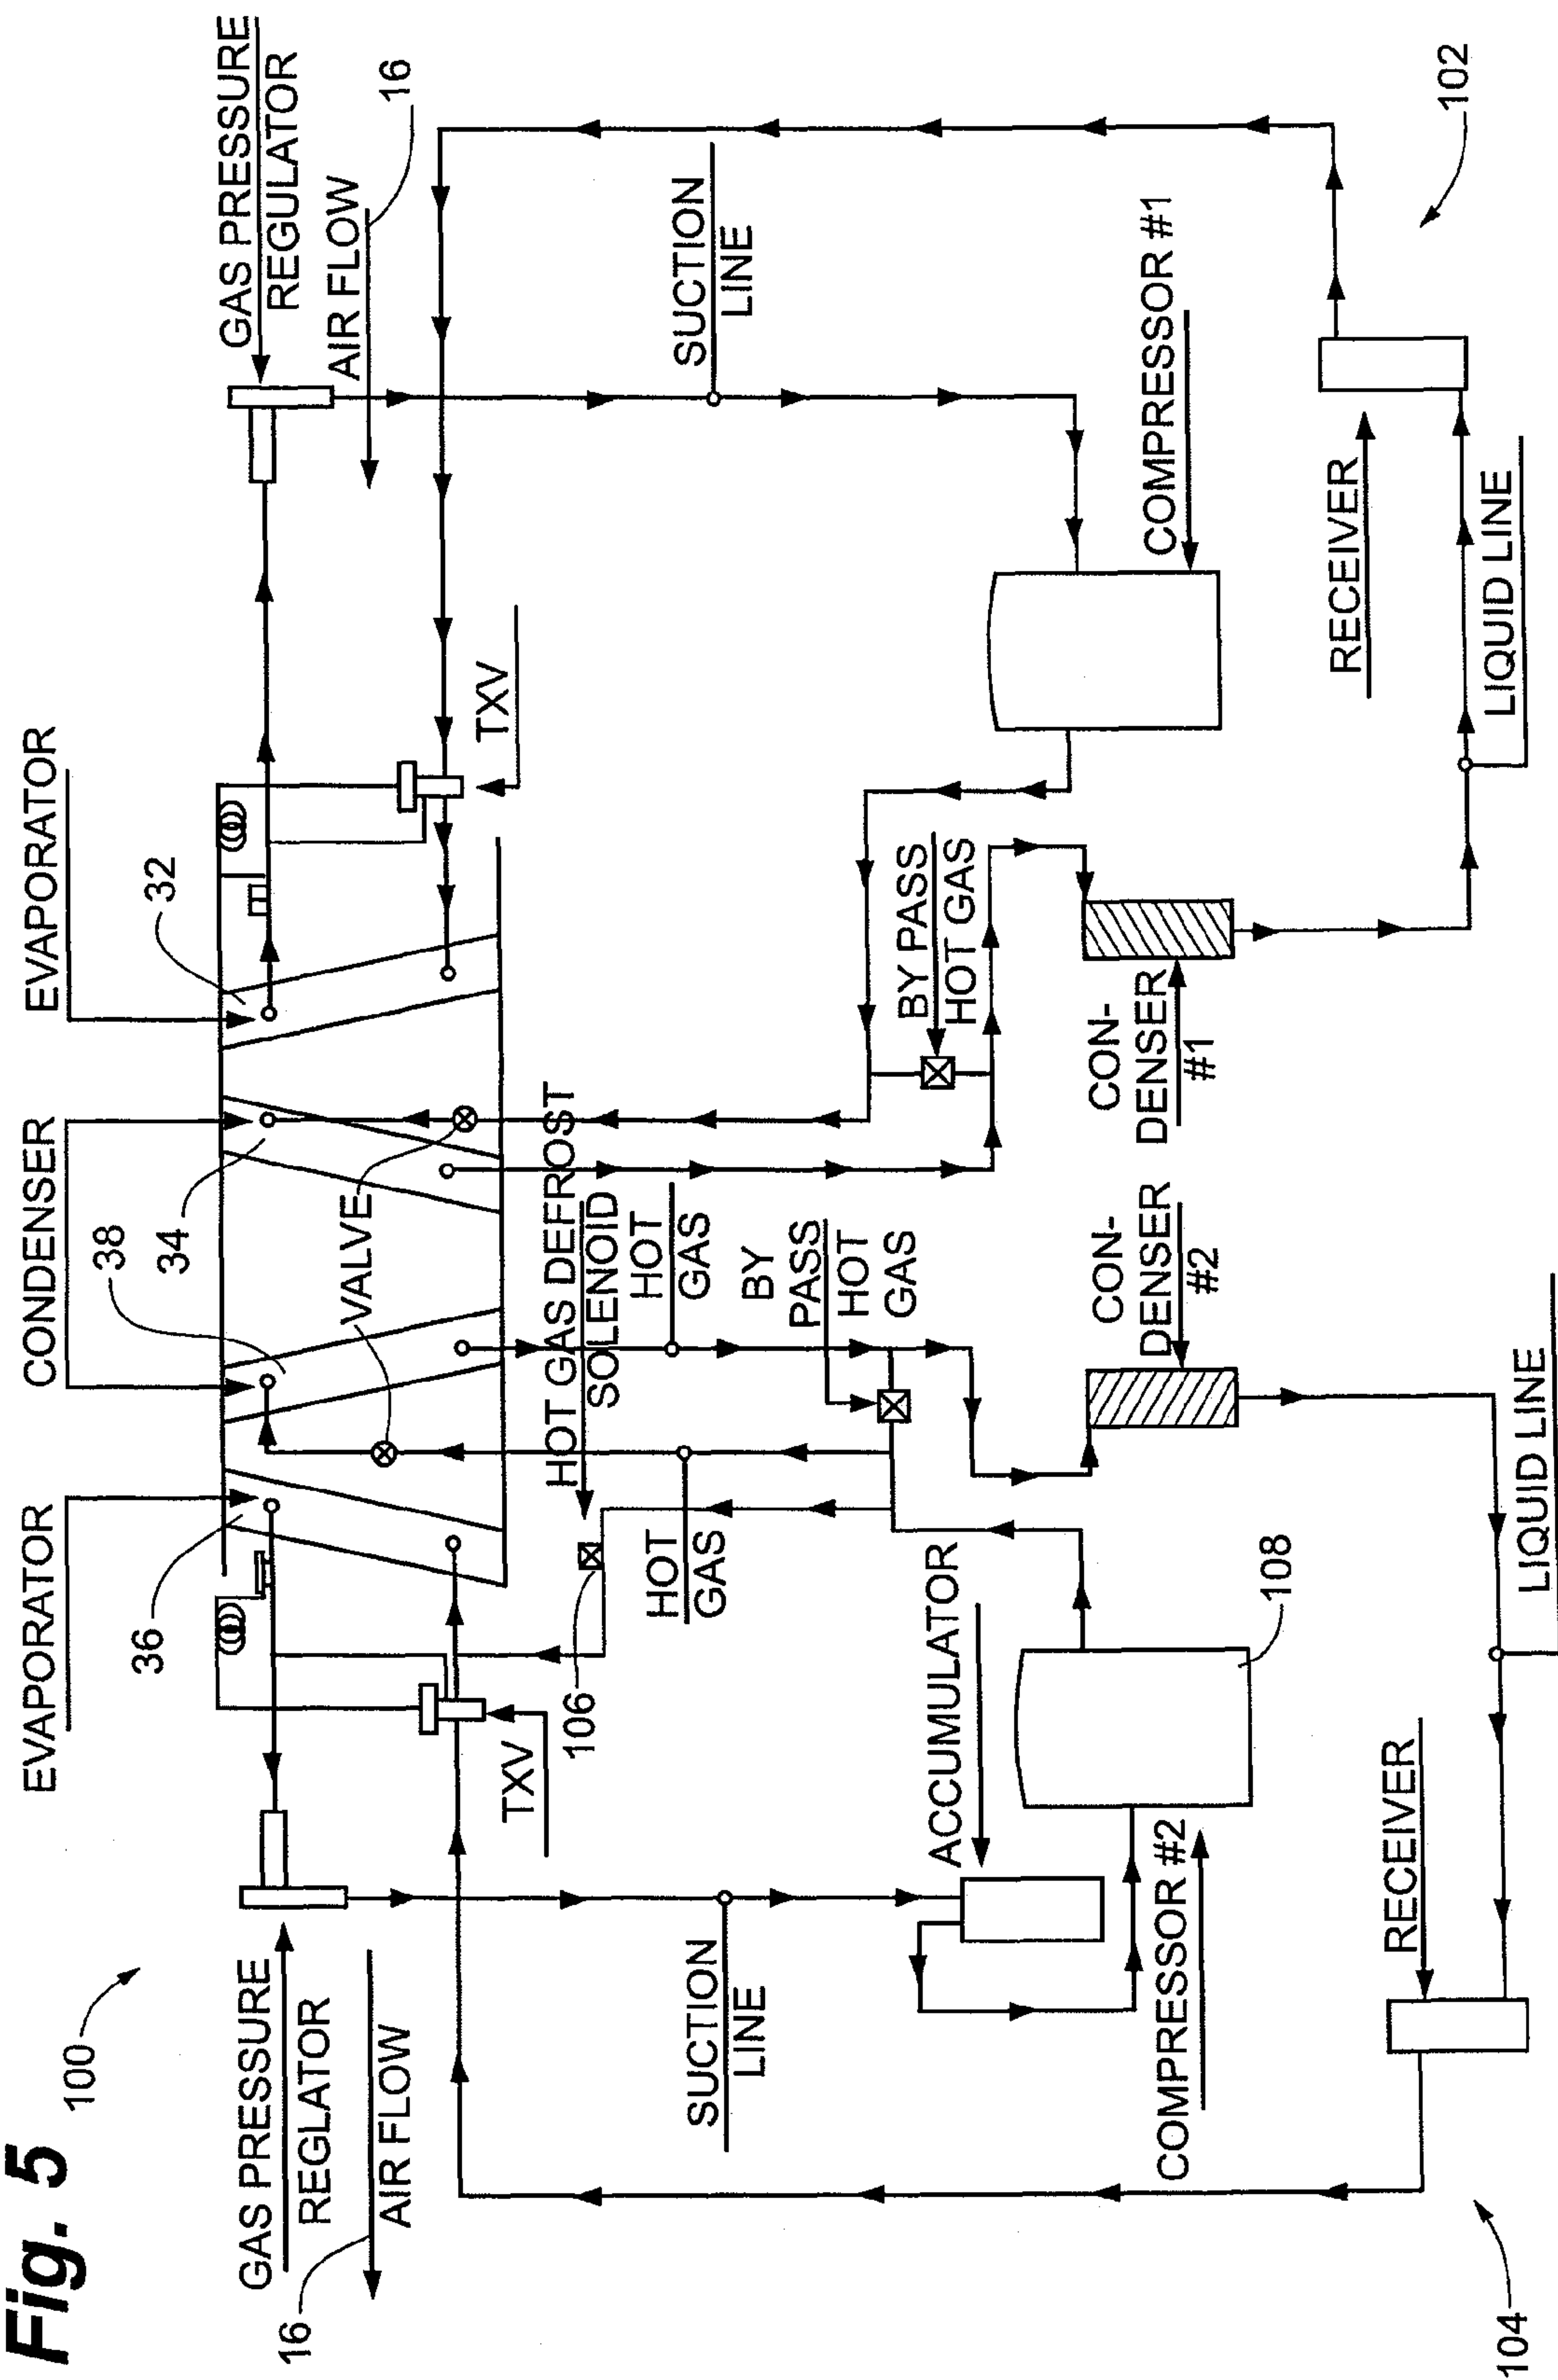 Fig. 5
100
EVAPORATOR
36
CONDENSER
38
34
EVAPORATOR
32
GAS PRESSURE
REGLATOR
AIR FLOW
16
TXV
106
VALVE
HOT GAS DEFROST
SOLENOID
TXV
GAS PRESSURE
REGULATOR
AIR FLOW
16
SUCTION
LINE
HOT
GAS
HOT
GAS
BY
PASS
HOT
GAS
BY PASS
HOT GAS
SUCTION
LINE
ACCUMULATOR
COMPRESSOR #2
108
CON-
DENSER
#2
CON-
DENSER
#1
COMPRESSOR #1
RECEIVER
LIQUID LINE
RECEIVER
LIQUID LINE
104
102